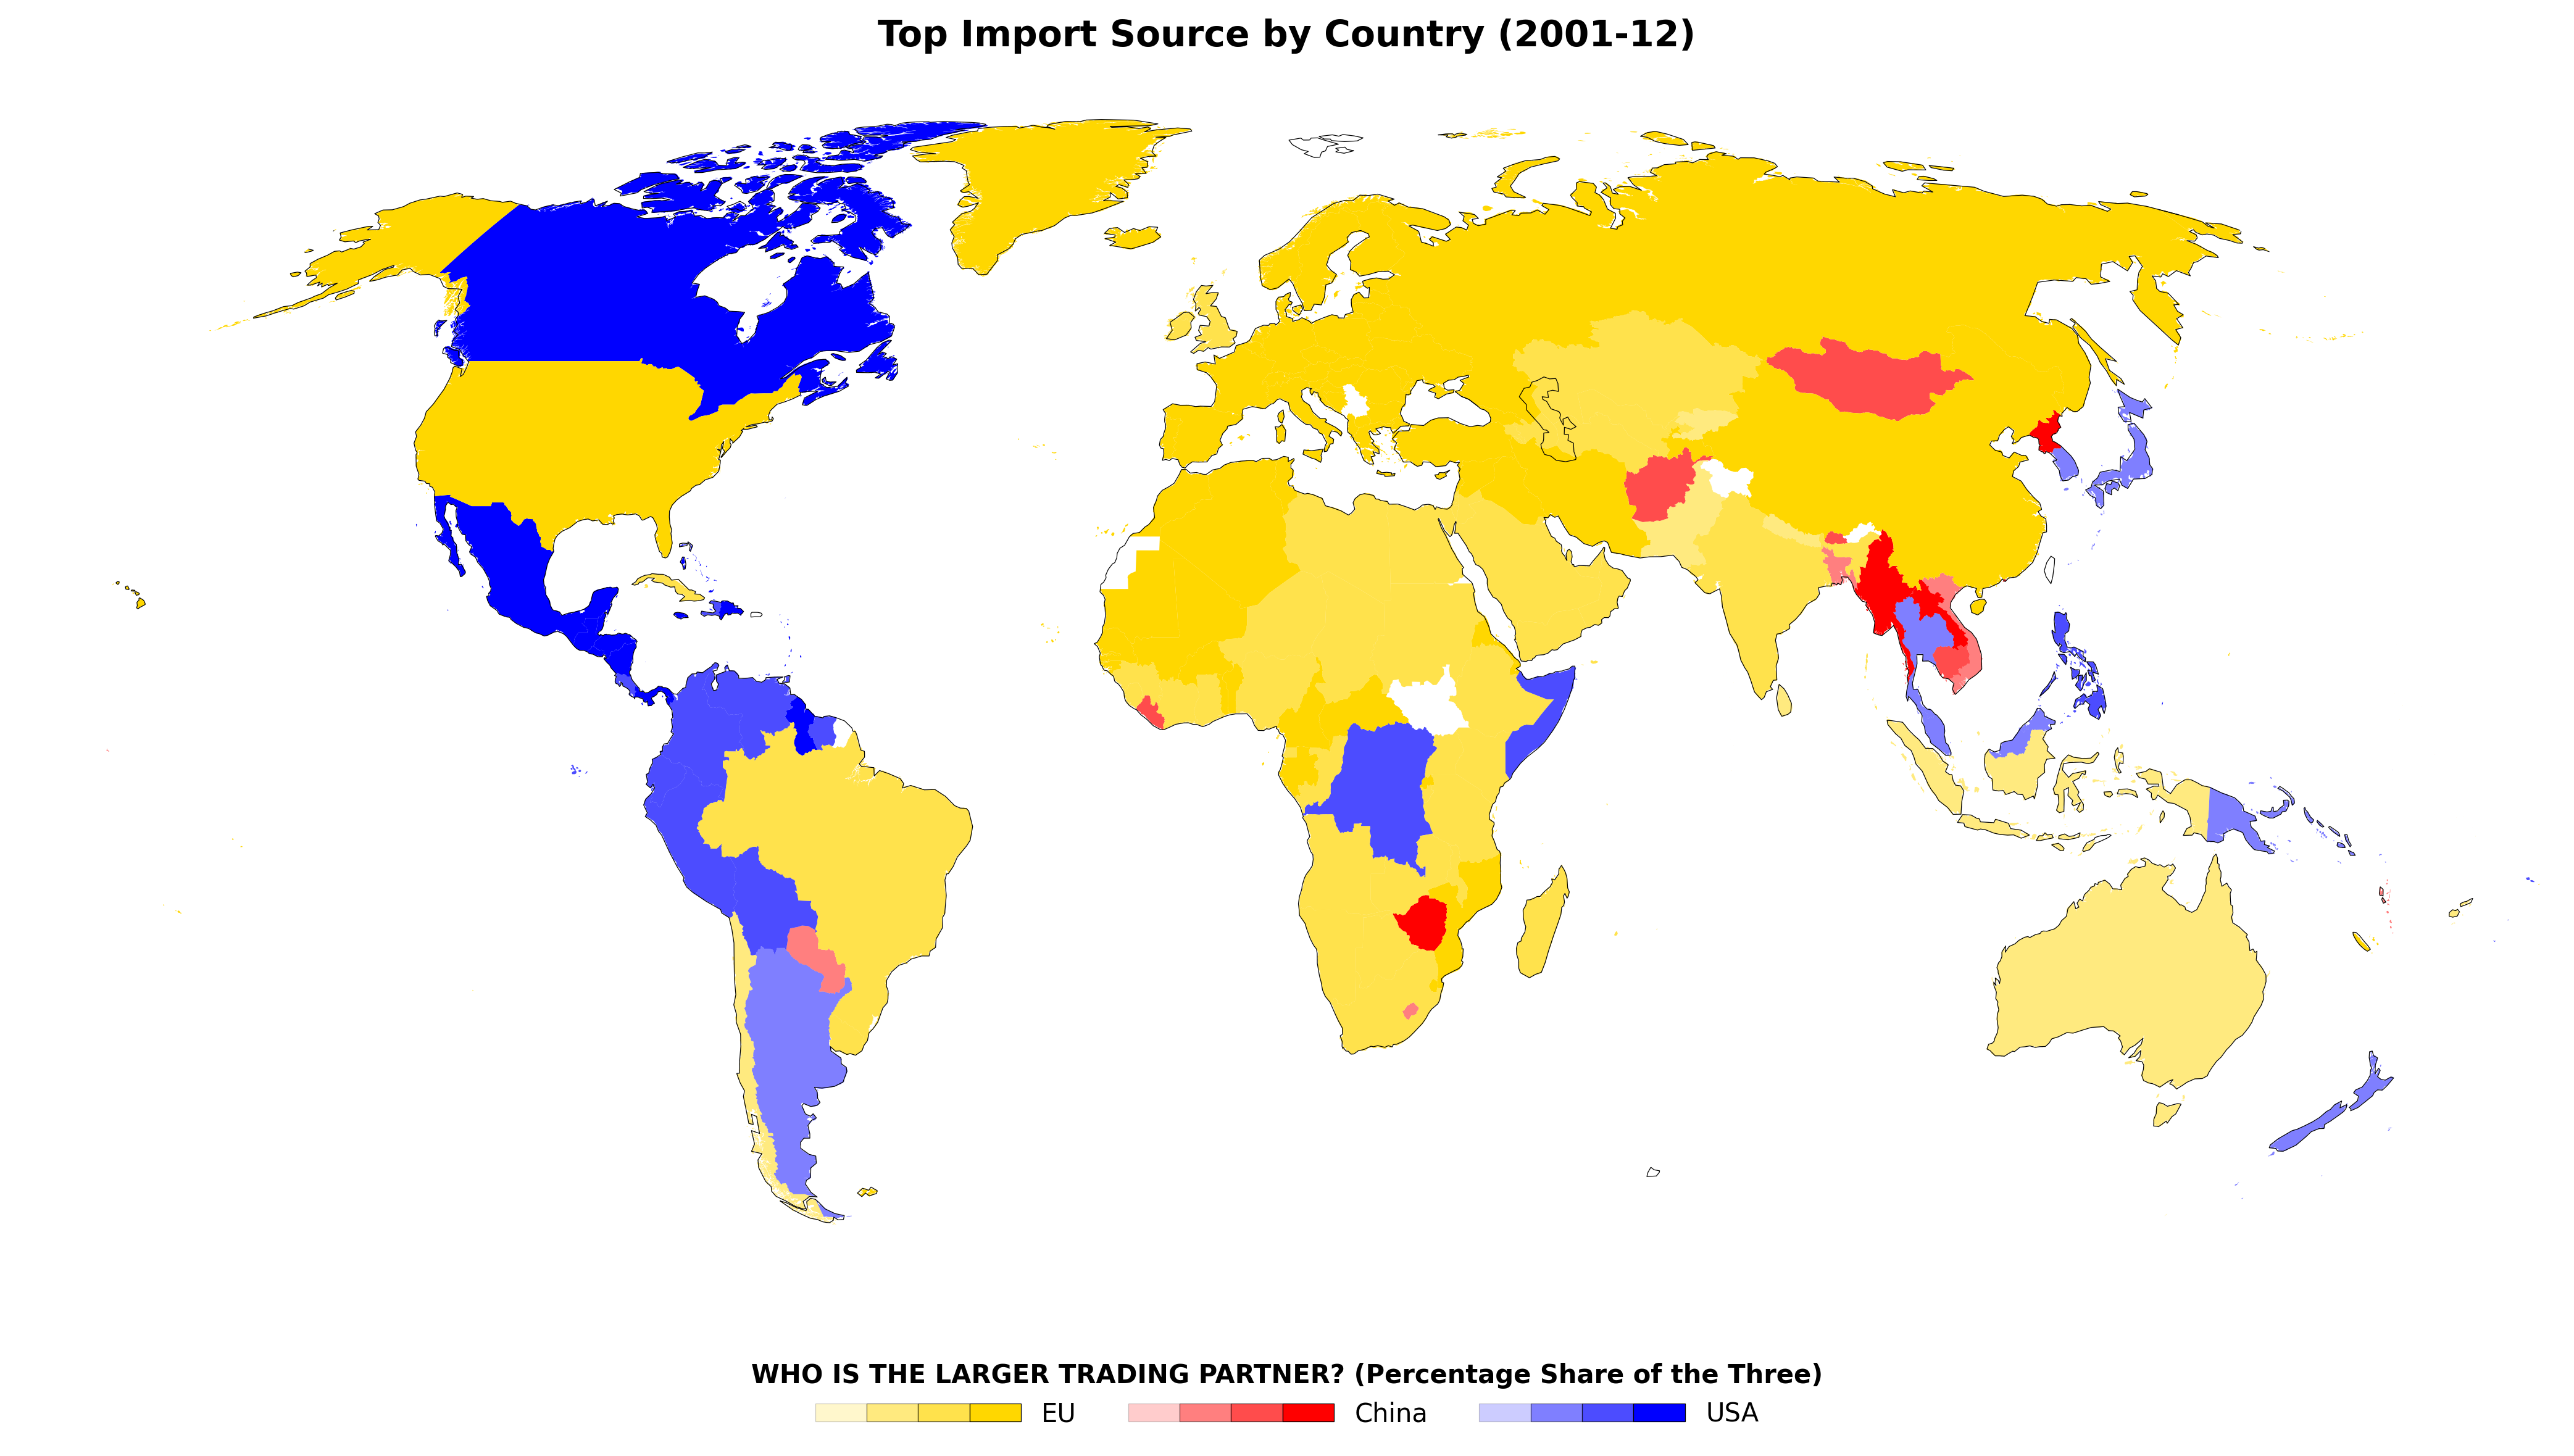 Top Import Source by Country (2001-12)
WHO IS THE LARGER TRADING PARTNER? (Percentage Share of the Three)
EU China USA